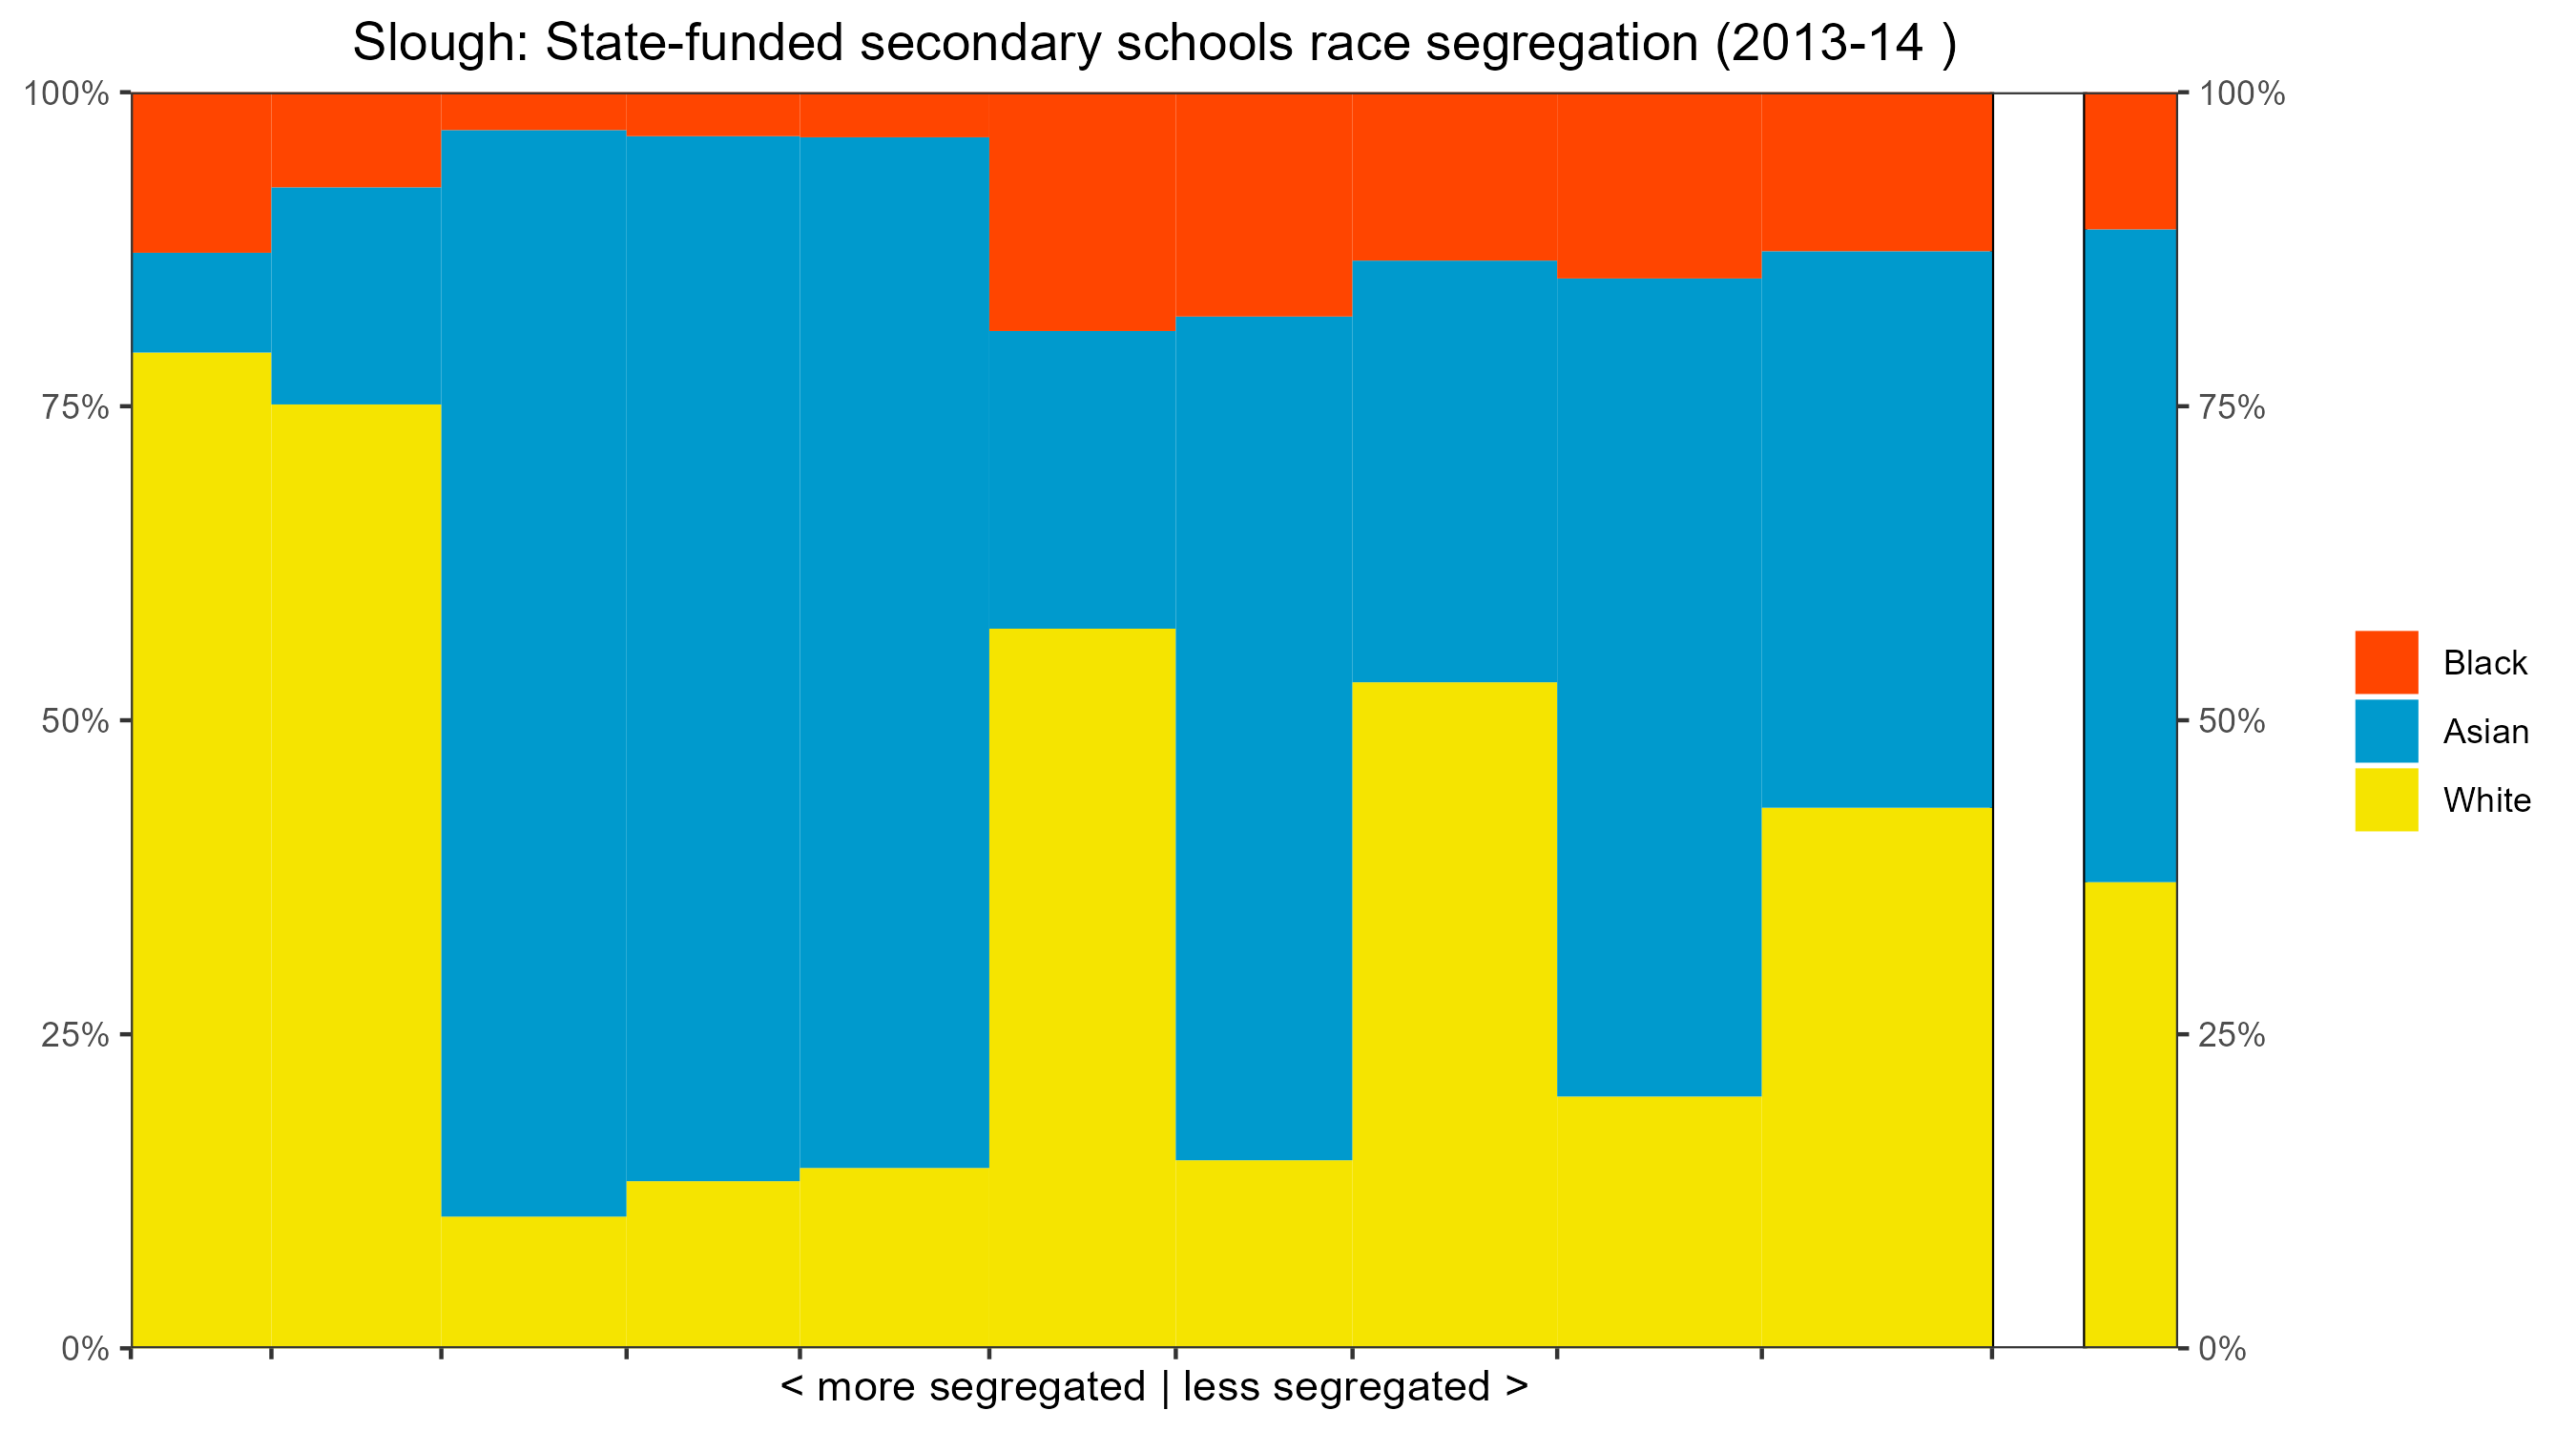 Slough: State-funded secondary schools race segregation (2013-14 )
100%
75%
50%
25%
0%
100%
75%
50%
25%
0%
Black
Asian
White
< more segregated | less segregated >